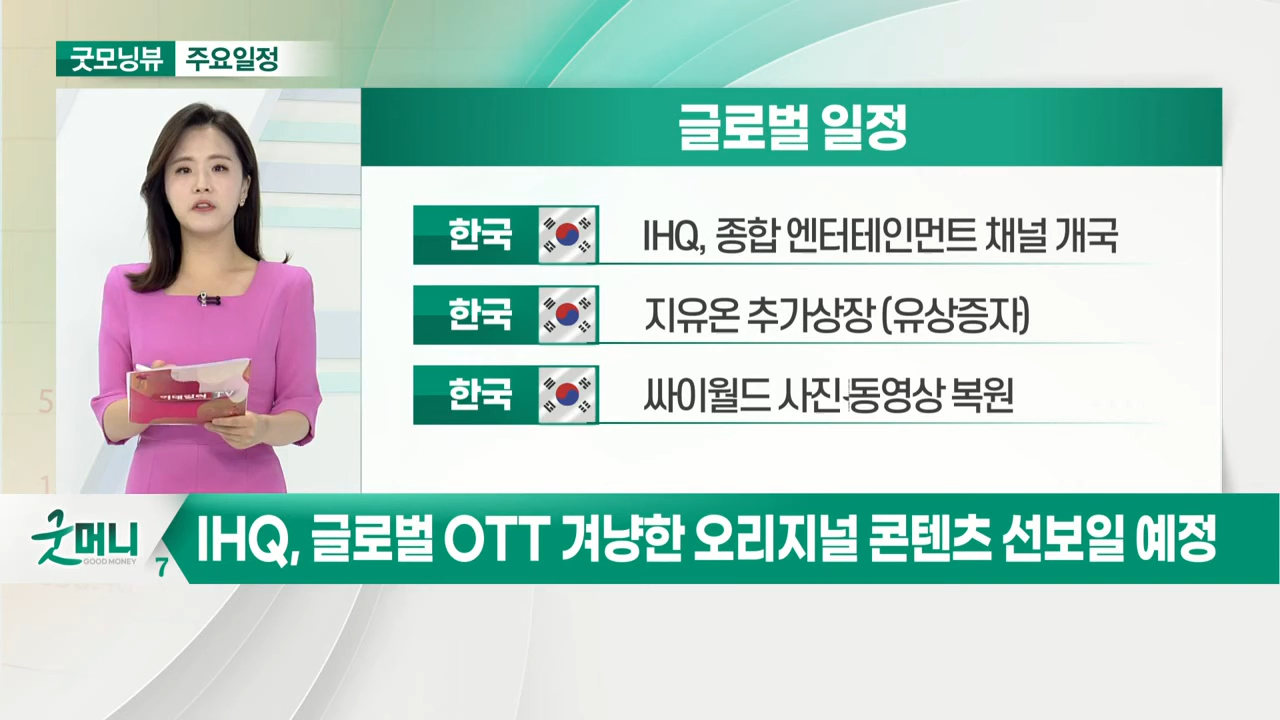 굿모닝뷰 주요일정
글로벌 일정
한국 IHQ, 종합 엔터테인먼트 채널 개국
한국 지유온 추가상장 (유상증자)
한국 싸이월드 사진·동영상 복원
굿머니
GOOD MONEY
7
IHQ, 글로벌 OTT 겨냥한 오리지널 콘텐츠 선보일 예정
5
1